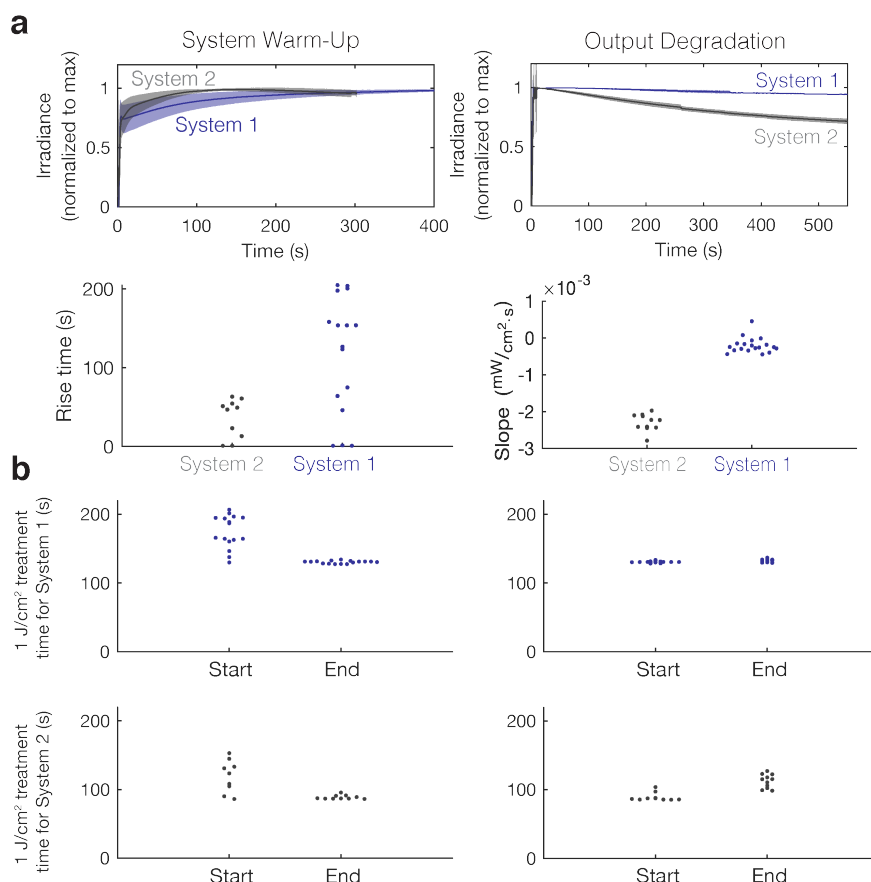 a
System Warm-Up
Output Degradation
Irradiance
(normalized to max)
1
0.5
0
System 2
System 1
0
100
200
300
400
Time (s)
Irradiance
(normalized to max)
1
0.5
0
System 1
System 2
0
100
200
300
400
500
Time (s)
Rise time (s)
200
100
0
System 2
System 1
×10⁻³
Slope (mW/cm²·s)
1
0
-1
-2
-3
System 2
System 1
b
1 J/cm² treatment
time for System 1 (s)
200
100
0
Start
End
200
100
0
Start
End
1 J/cm² treatment
time for System 2 (s)
200
100
0
Start
End
200
100
0
Start
End